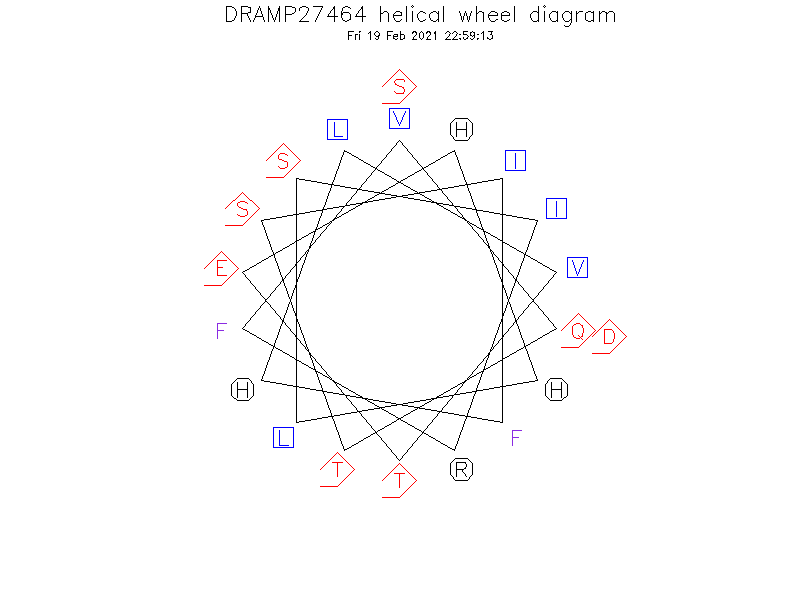 DRAMP27464 helical wheel diagram
Fri 19 Feb 2021 22:59:13
S
L V H
S I
S I
E V
F Q D
H H
L F
T T R